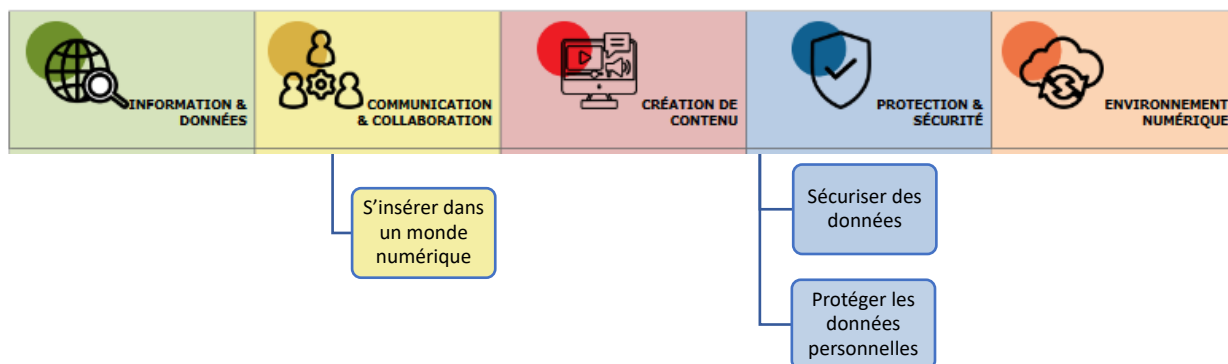 INFORMATION &
DONNÉES
COMMUNICATION
& COLLABORATION
CRÉATION DE
CONTENU
PROTECTION &
SÉCURITÉ
ENVIRONNEMENT
NUMÉRIQUE
S’insérer dans
un monde
numérique
Sécuriser des
données
Protéger les
données
personnelles